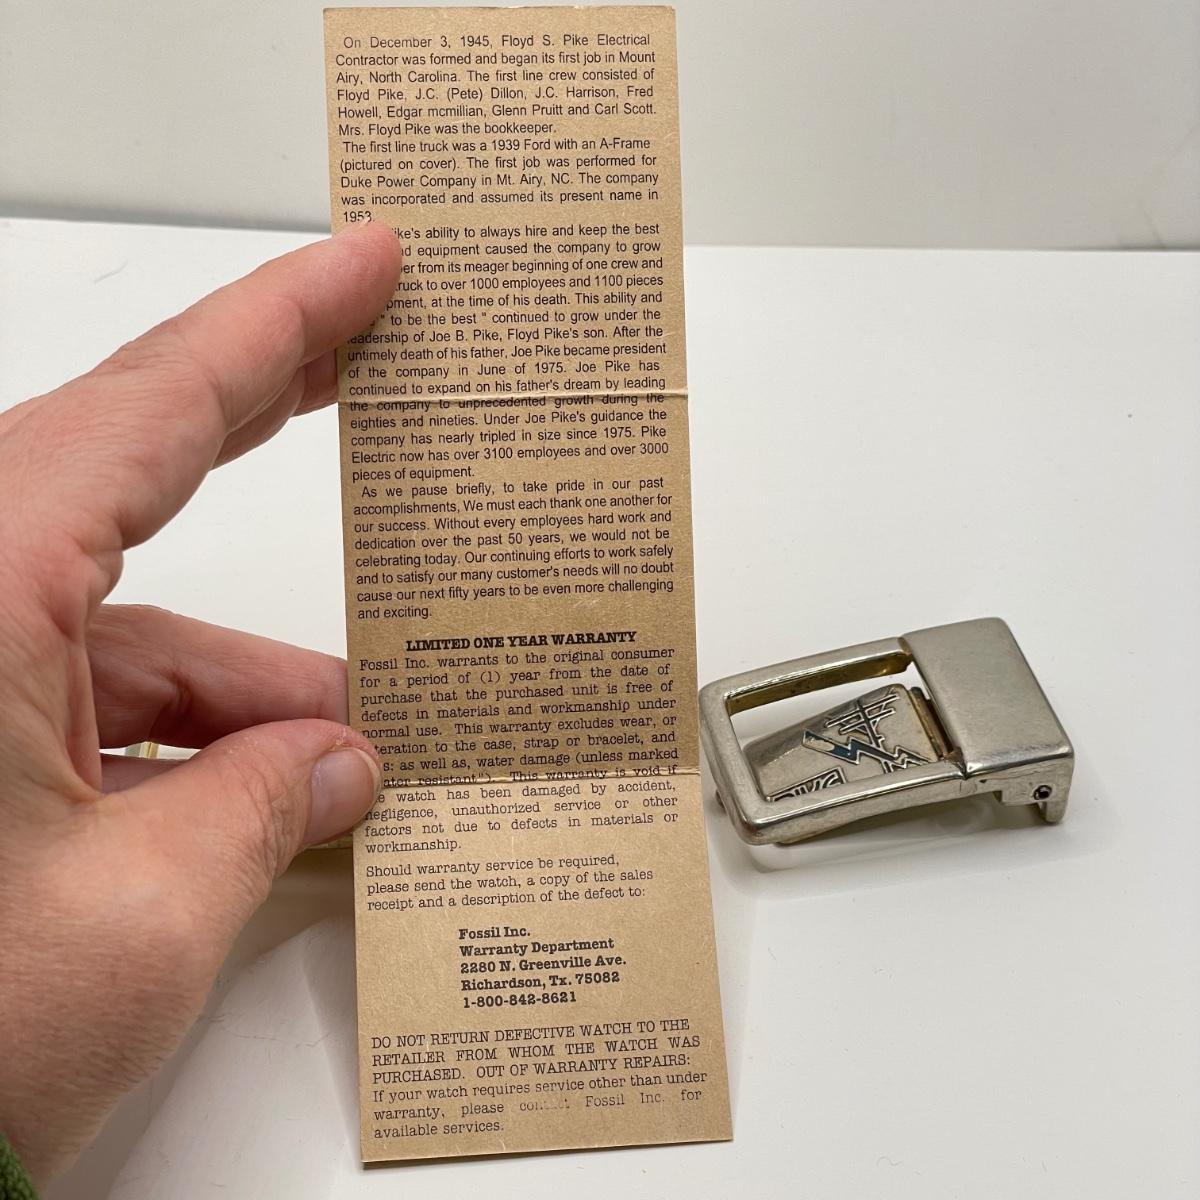 On December 3, 1945, Floyd S. Pike Electrical
Contractor was formed and began its first job in Mount
Airy, North Carolina. The first line crew consisted of
Floyd Pike, J.C. (Pete) Dillon, J.C. Harrison, Fred
Howell, Edgar mcmillian, Glenn Pruitt and Carl Scott.
Mrs. Floyd Pike was the bookkeeper.
The first line truck was a 1939 Ford with an A-Frame
(pictured on cover). The first job was performed for
Duke Power Company in Mt. Airy, NC. The company
was incorporated and assumed its present name in
1953.
ike's ability to always hire and keep the best
equipment caused the company to grow
from its meager beginning of one crew and
truck to over 1000 employees and 1100 pieces
at the time of his death. This ability and
" to be the best " continued to grow under the
leadership of Joe B. Pike, Floyd Pike's son. After the
untimely death of his father, Joe Pike became president
of the company in June of 1975. Joe Pike has
continued to expand on his father's dream by leading
the company to unprecedented growth during the
eighties and nineties. Under Joe Pike's guidance the
company has nearly tripled in size since 1975. Pike
Electric now has over 3100 employees and over 3000
pieces of equipment.
As we pause briefly, to take pride in our past
accomplishments, We must each thank one another for
our success. Without every employees hard work and
dedication over the past 50 years, we would not be
celebrating today. Our continuing efforts to work safely
and to satisfy our many customer's needs will no doubt
cause our next fifty years to be even more challenging
and exciting.
LIMITED ONE YEAR WARRANTY
Fossil Inc. warrants to the original consumer
for a period of (1) year from the date of
purchase that the purchased unit is free of
defects in materials and workmanship under
normal use. This warranty excludes wear, or
teration to the case, strap or bracelet, and
s: as well as, water damage (unless marked
ater resistant"). This warranty is void if
e watch has been damaged by accident,
negligence, unauthorized service or other
factors not due to defects in materials or
workmanship.
Should warranty service be required,
please send the watch, a copy of the sales
receipt and a description of the defect to:
Fossil Inc.
Warranty Department
2280 N. Greenville Ave.
Richardson, Tx. 75082
1-800-842-8621
DO NOT RETURN DEFECTIVE WATCH TO THE
RETAILER FROM WHOM THE WATCH WAS
PURCHASED. OUT OF WARRANTY REPAIRS:
If your watch requires service other than under
warranty, please contact Fossil Inc. for
available services.